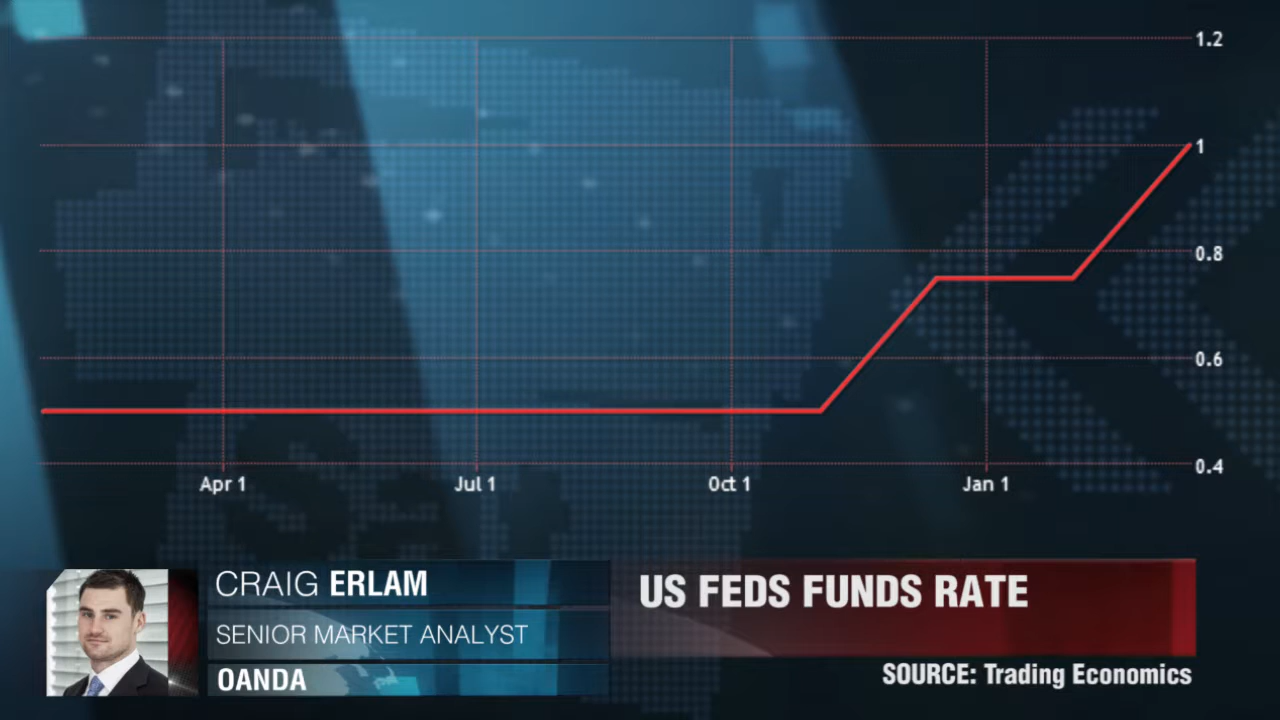 1.2
1
0.8
0.6
0.4
Apr 1
Jul 1
Oct 1
Jan 1
CRAIG ERLAM
SENIOR MARKET ANALYST
OANDA
US FEDS FUNDS RATE
SOURCE: Trading Economics